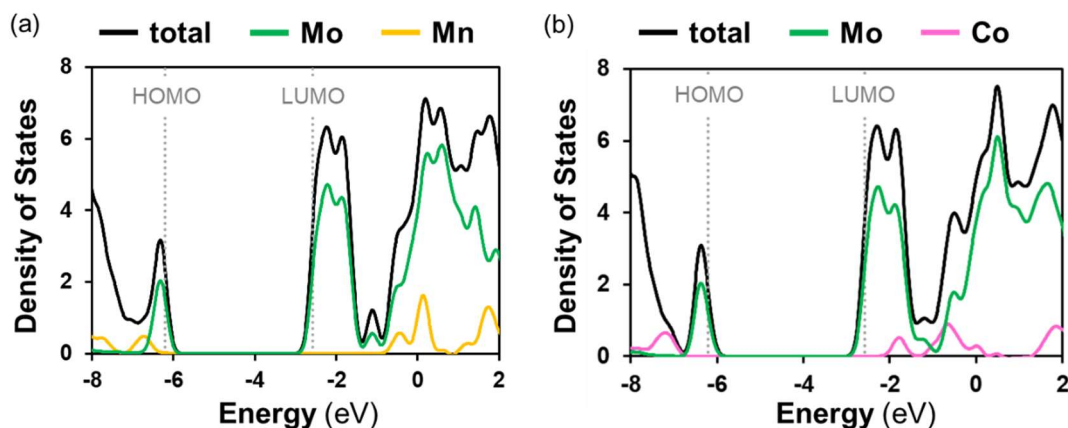 (a)
total Mo Mn
8
6
4
2
0
Density of States
HOMO LUMO
-8 -6 -4 -2 0 2
Energy (eV)
(b)
total Mo Co
8
6
4
2
0
Density of States
HOMO LUMO
-8 -6 -4 -2 0 2
Energy (eV)